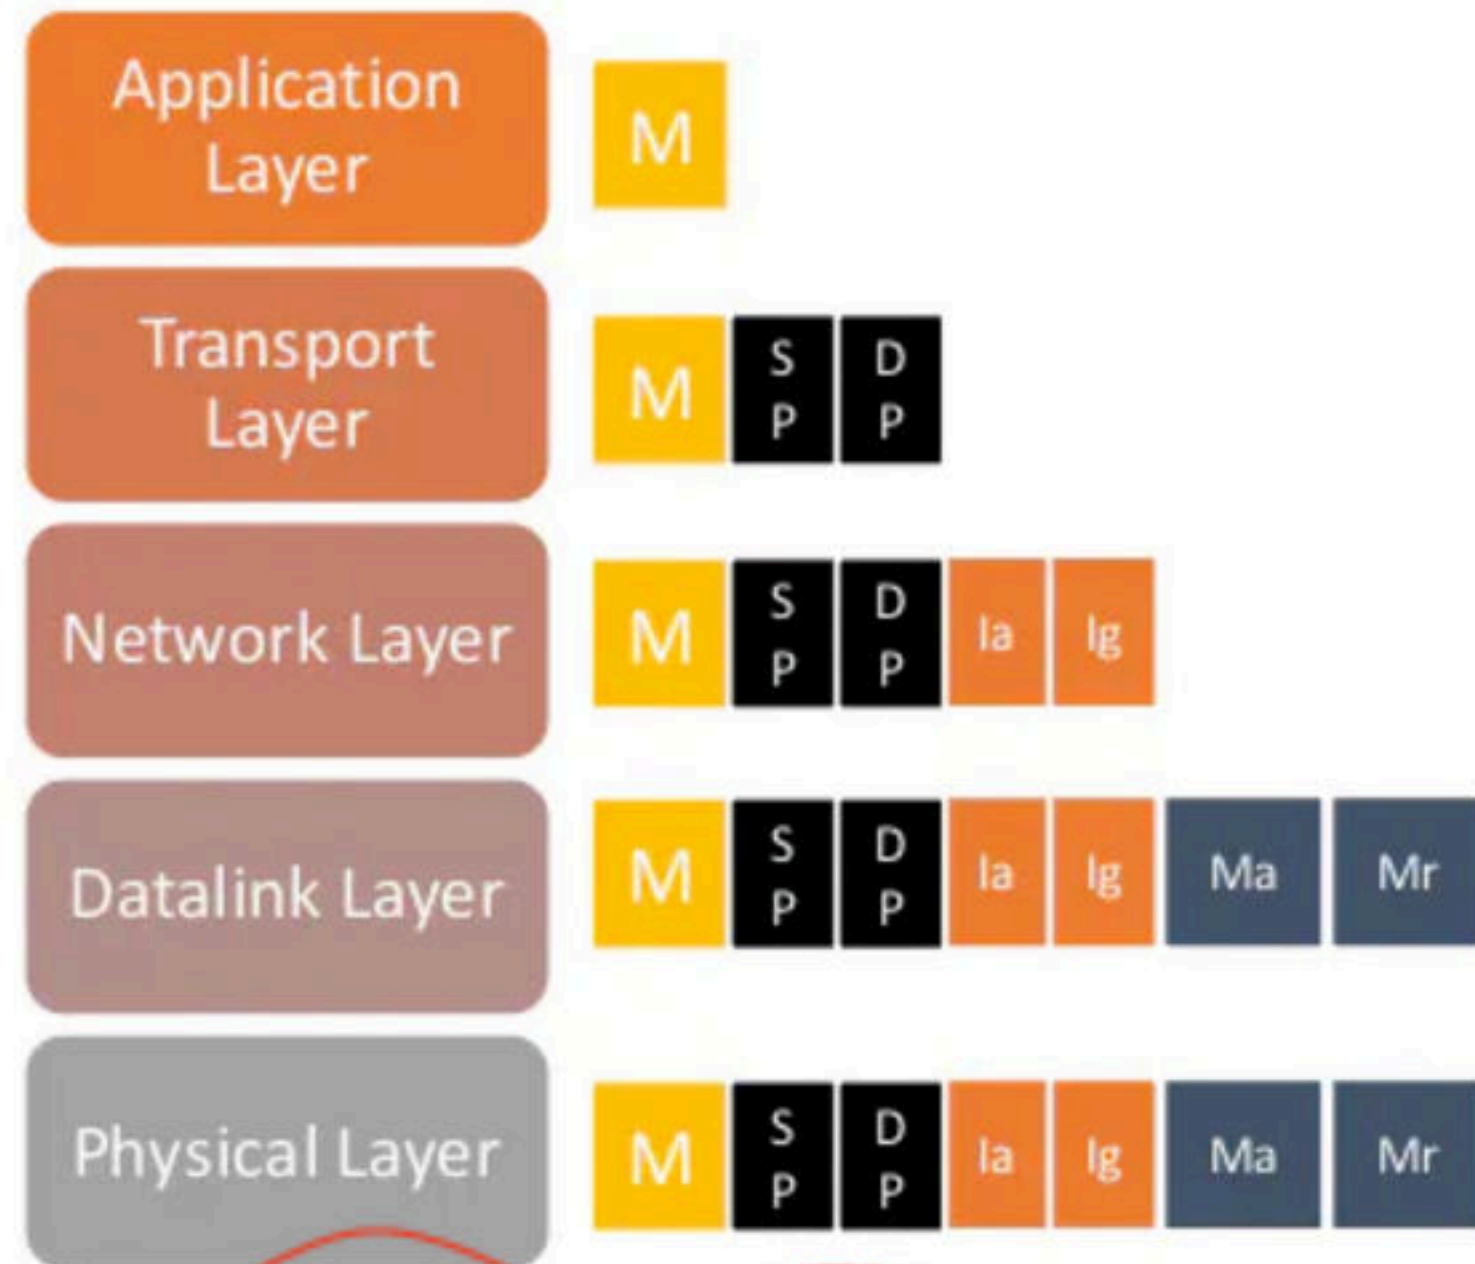 Application
Layer
M
Transport
Layer
M
S
P
D
P
Network Layer
M
S
P
D
P
Ia
Ig
Datalink Layer
M
S
P
D
P
Ia
Ig
Ma
Mr
Physical Layer
M
S
P
D
P
Ia
Ig
Ma
Mr